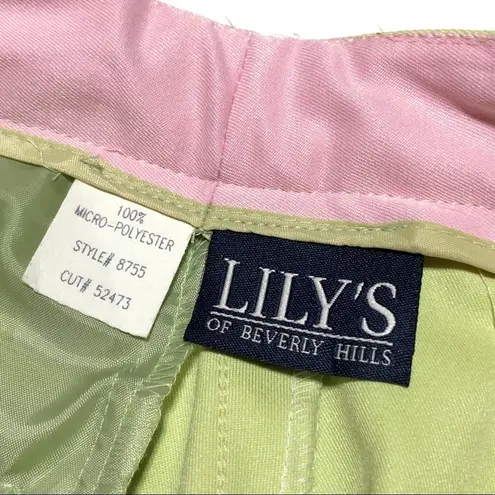 100%
MICRO-POLYESTER
STYLE# 8755
CUT# 52473
LILY'S
OF BEVERLY HILLS